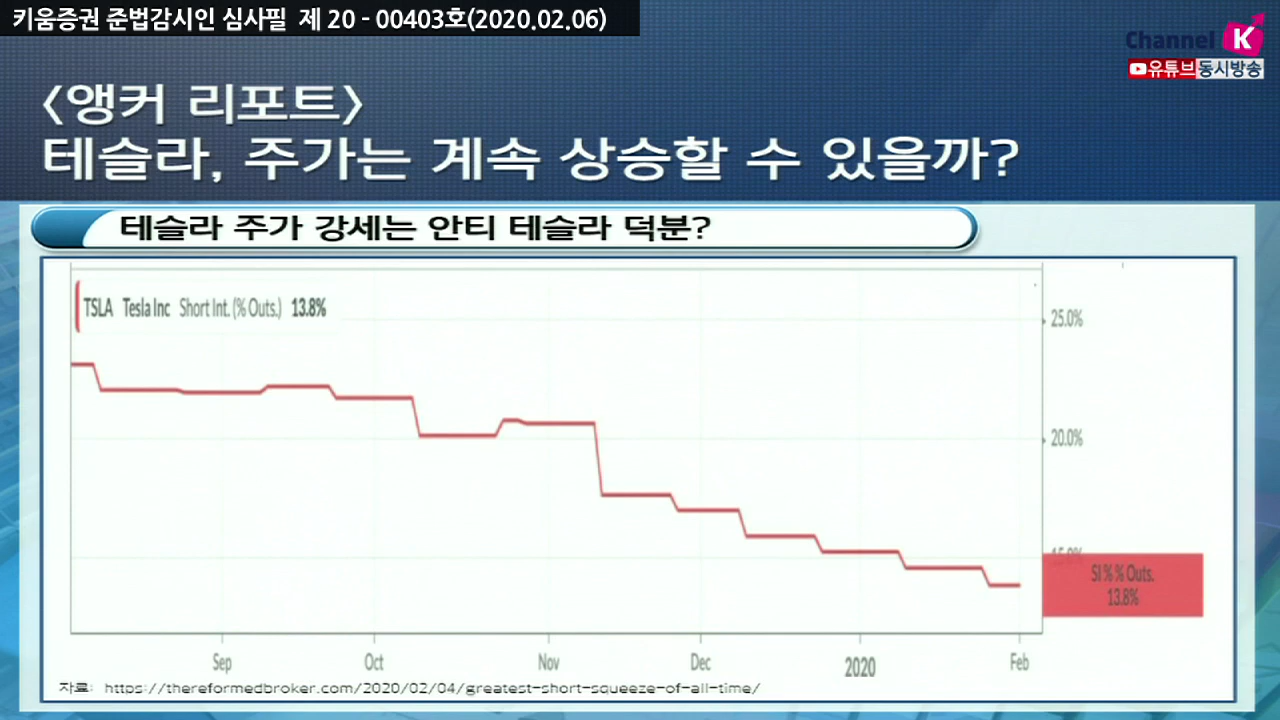 키움증권 준법감시인 심사필 제 20 - 00403호(2020.02.06)
Channel K
유튜브 동시방송
<앵커 리포트>
테슬라, 주가는 계속 상승할 수 있을까?
테슬라 주가 강세는 안티 테슬라 덕분?
TSLA Tesla Inc Short Int. (% Outs.) 13.8%
25.0%
20.0%
15.0%
SI % % Outs.
13.8%
Sep Oct Nov Dec 2020 Feb
자료: https://thereformedbroker.com/2020/02/04/greatest-short-squeeze-of-all-time/